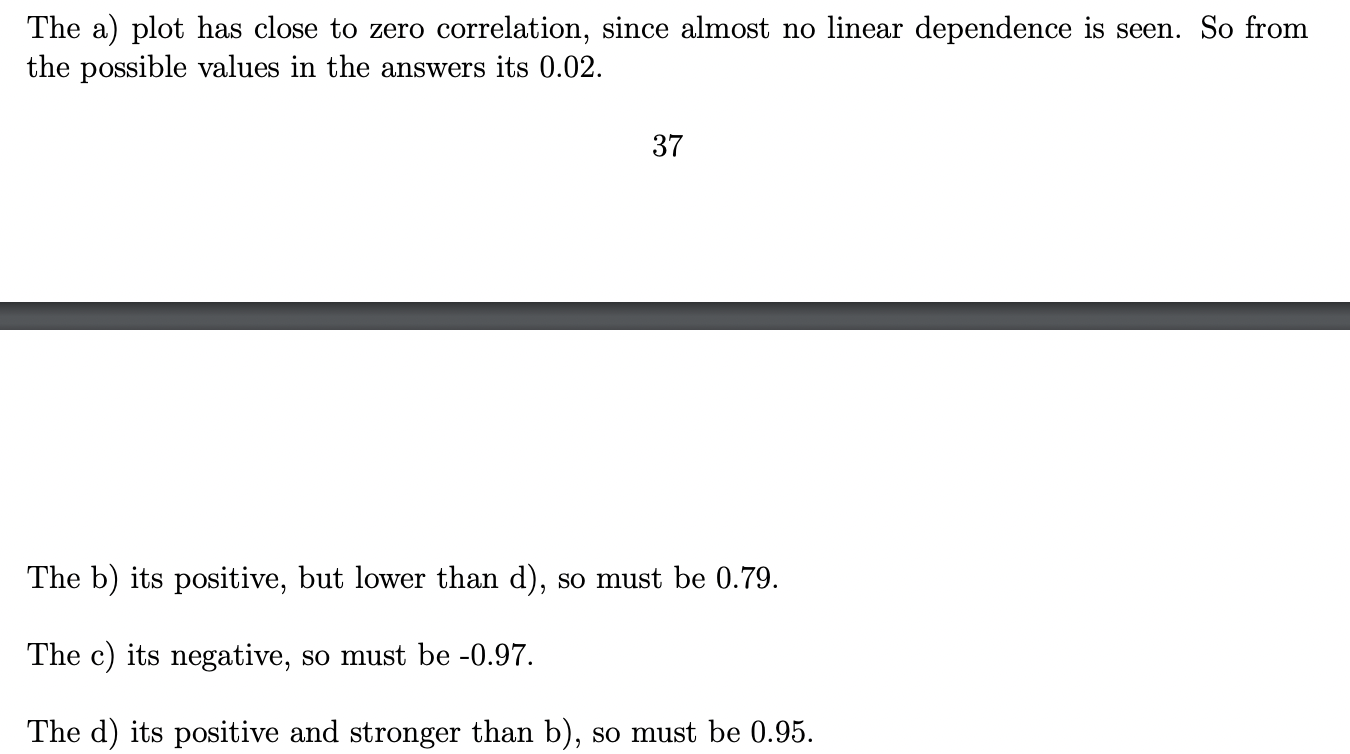 The a) plot has close to zero correlation, since almost no linear dependence is seen. So from
the possible values in the answers its 0.02.
37
The b) its positive, but lower than d), so must be 0.79.
The c) its negative, so must be -0.97.
The d) its positive and stronger than b), so must be 0.95.